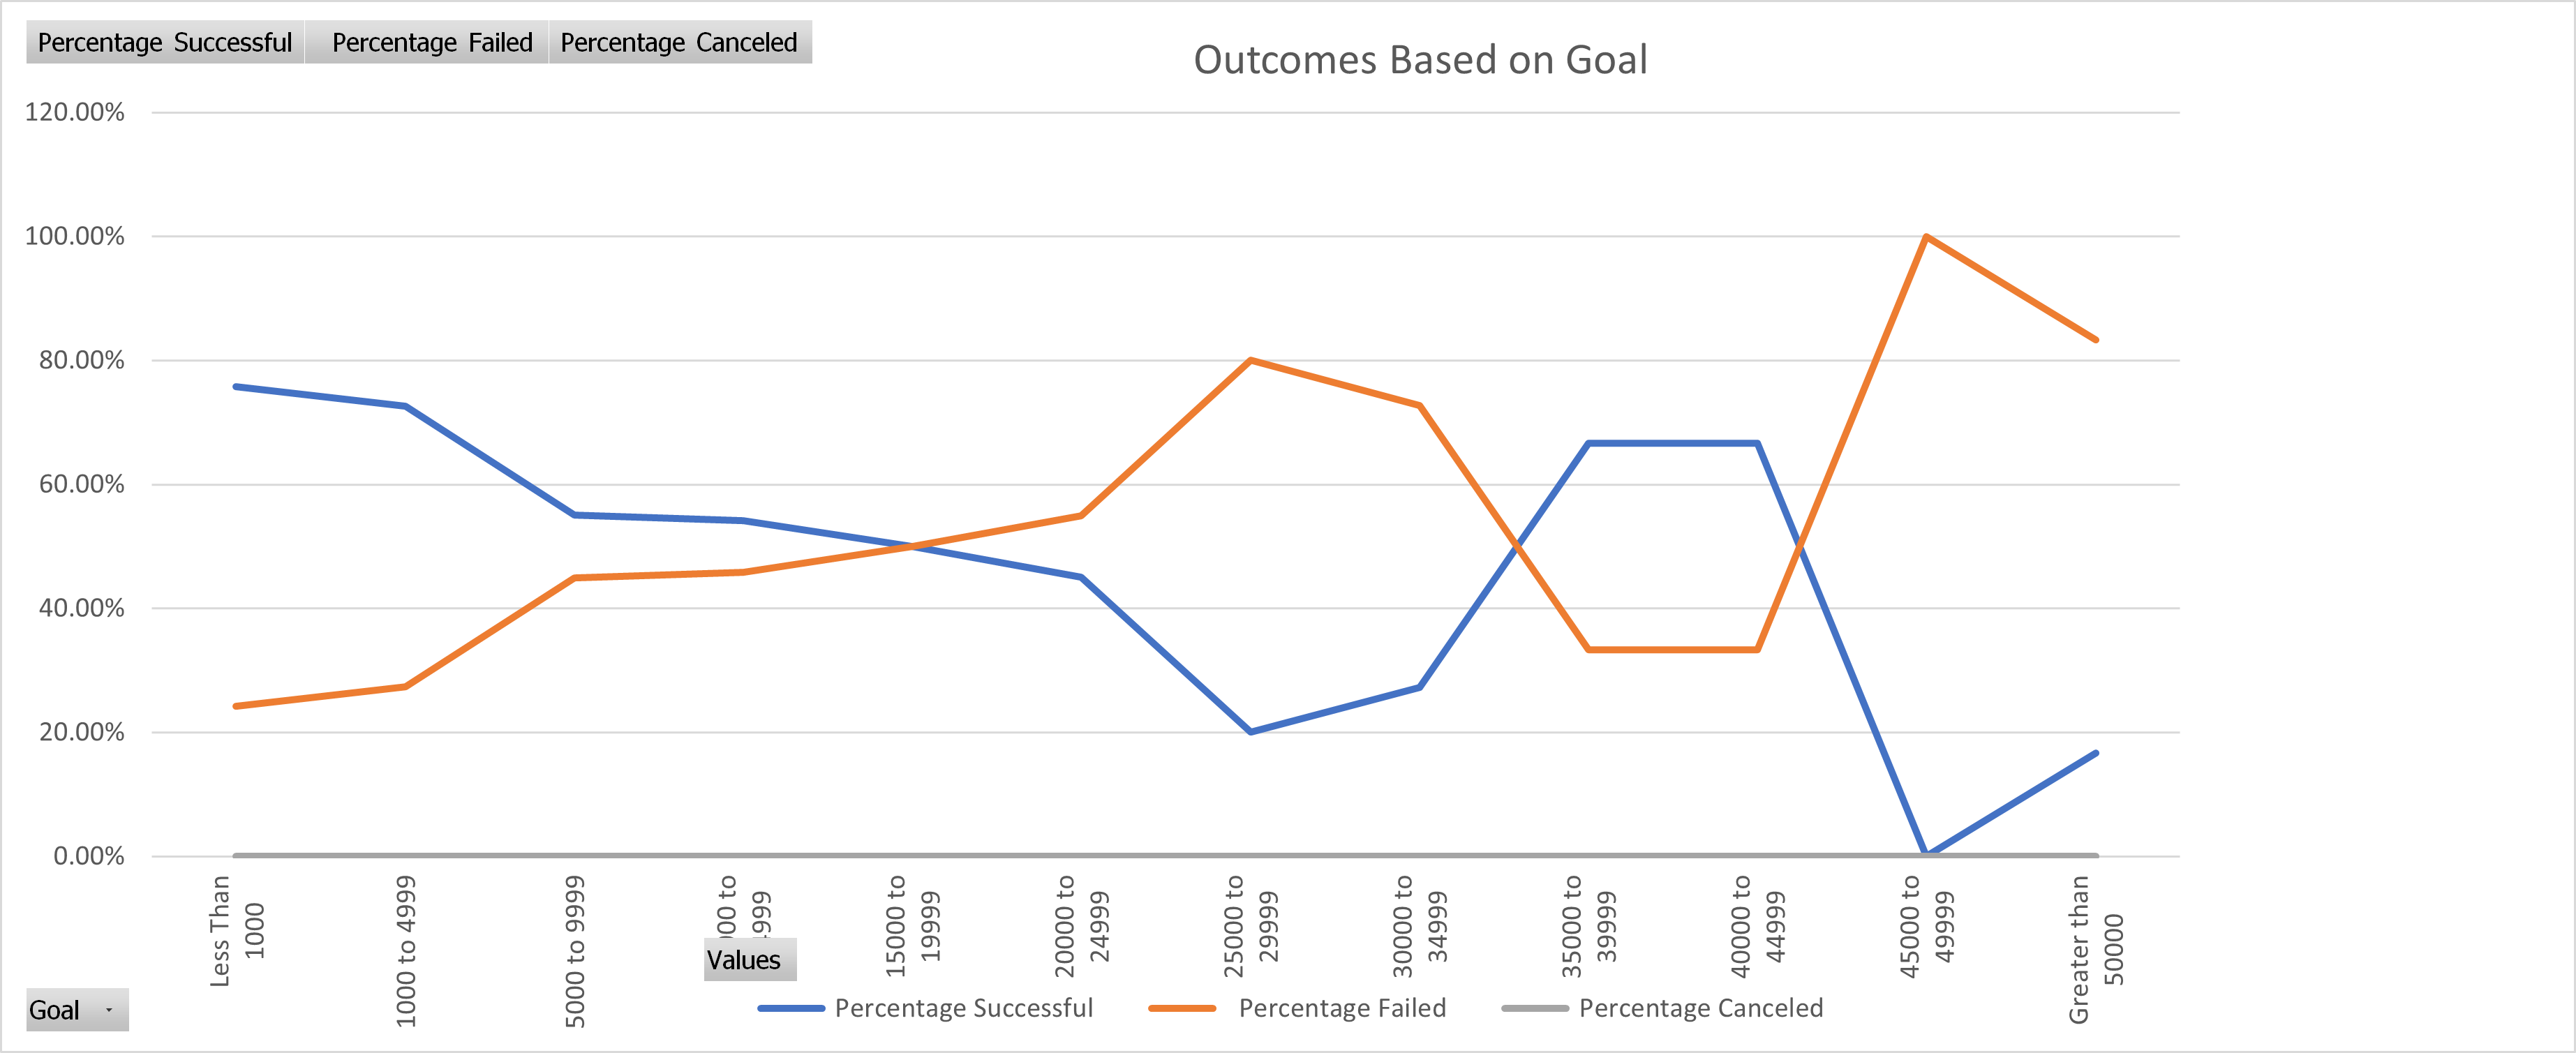 Percentage Successful Percentage Failed Percentage Canceled
Outcomes Based on Goal
120.00%
100.00%
80.00%
60.00%
40.00%
20.00%
0.00%
Less Than
1000
1000 to 4999
5000 to 9999
to
15000 to
19999
20000 to
24999
25000 to
29999
30000 to
34999
35000 to
39999
40000 to
44999
45000 to
49999
Greater than
50000
Values
Goal
Percentage Successful Percentage Failed Percentage Canceled